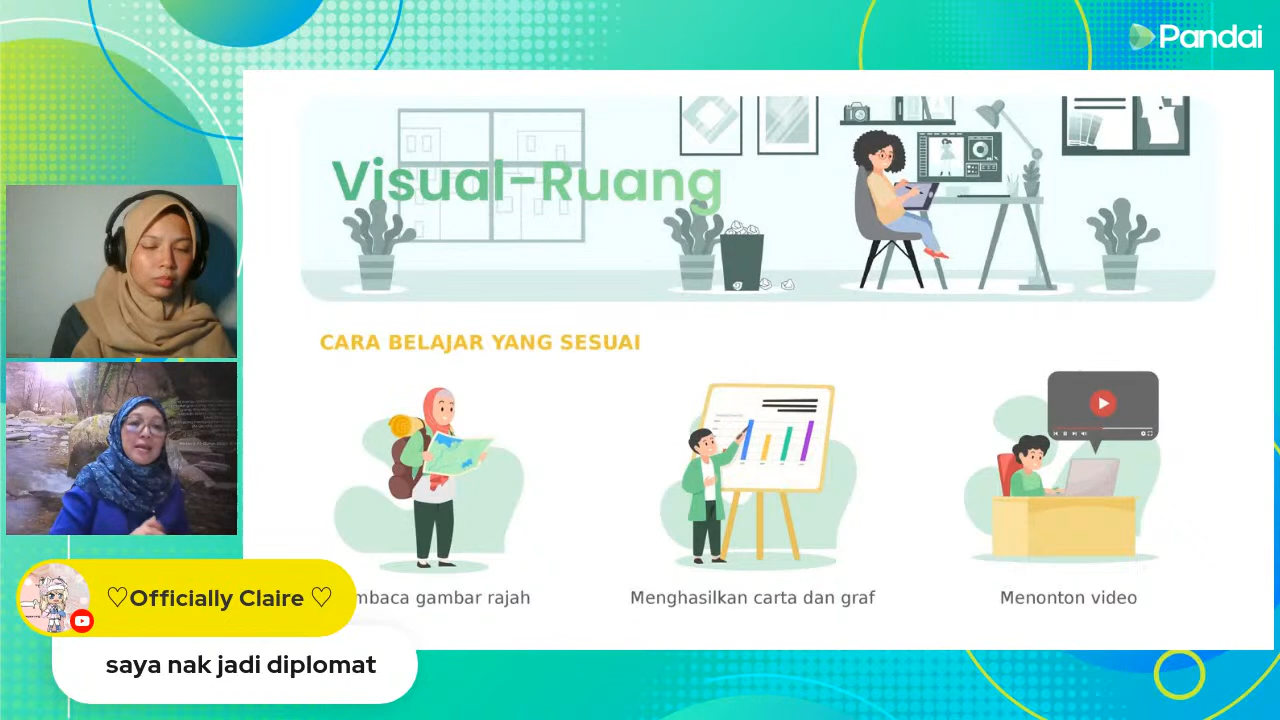 Pandai
Visual-Ruang
CARA BELAJAR YANG SESUAI
mbaca gambar rajah
Menghasilkan carta dan graf
Menonton video
♡Officially Claire ♡
saya nak jadi diplomat